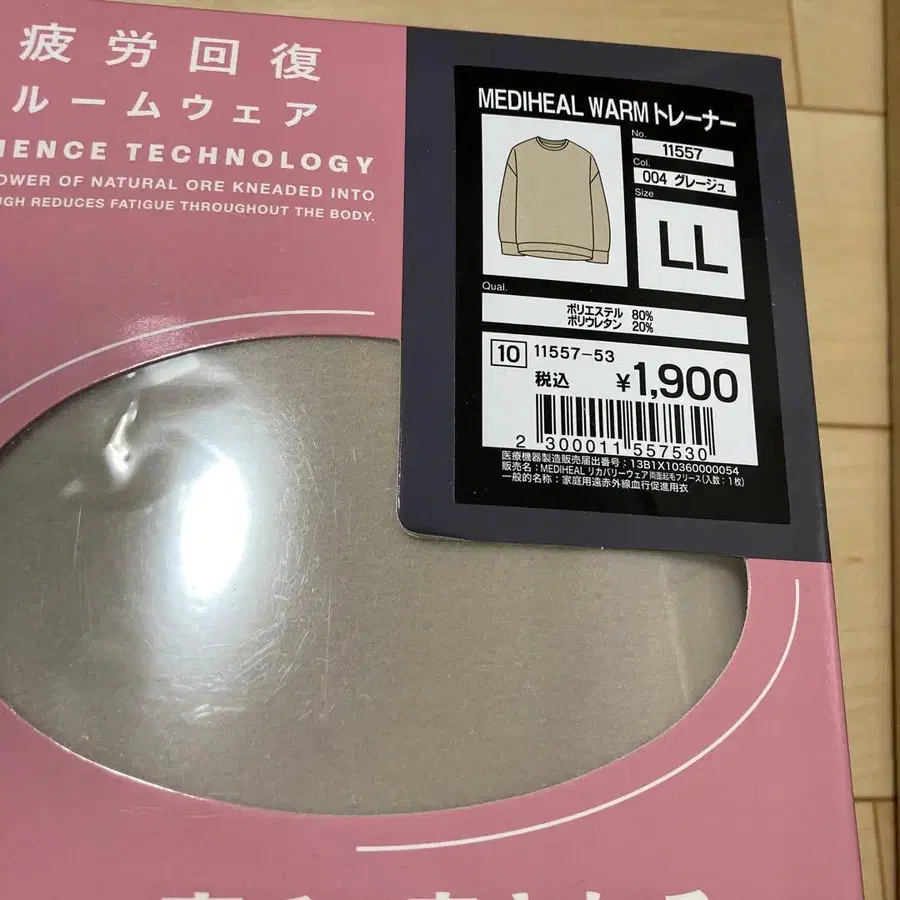 疲労回復
ルームウェア
IENCE TECHNOLOGY
OWER OF NATURAL ORE KNEADED INTO
UGH REDUCES FATIGUE THROUGHOUT THE BODY.
MEDIHEAL WARM トレーナー
No.
11557
Col.
004 グレージュ
Size
LL
Qual.
ポリエステル 80%
ポリウレタン 20%
10 11557-53
税込 ¥1,900
2 300011 557530
医療機器製造販売届出番号：13B1X10360000054
販売名：MEDIHEAL リカバリーウェア両面起毛フリース（入数：1枚）
一般的名称：家庭用遠赤外線血行促進用衣